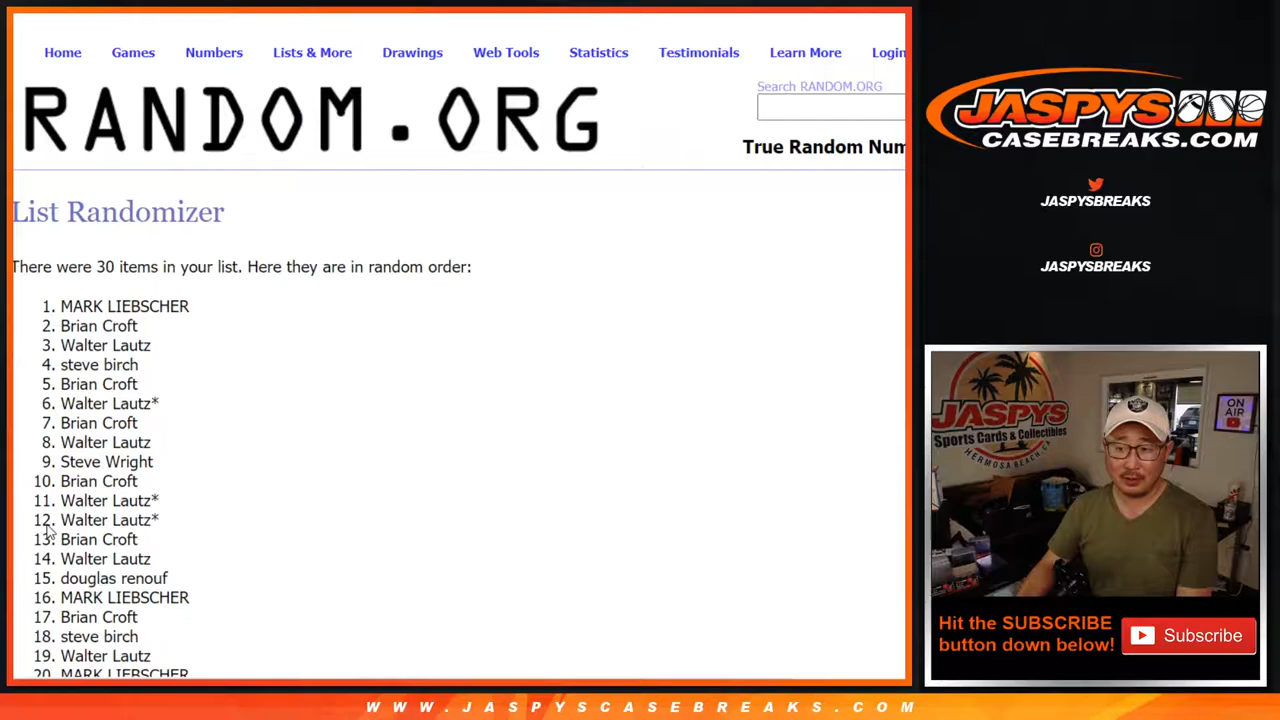 Home Games Numbers Lists & More Drawings Web Tools Statistics Testimonials Learn More Login
RANDOM.ORG
Search RANDOM.ORG
True Random Num
List Randomizer
There were 30 items in your list. Here they are in random order:
1. MARK LIEBSCHER
2. Brian Croft
3. Walter Lautz
4. steve birch
5. Brian Croft
6. Walter Lautz*
7. Brian Croft
8. Walter Lautz
9. Steve Wright
10. Brian Croft
11. Walter Lautz*
12. Walter Lautz*
13. Brian Croft
14. Walter Lautz
15. douglas renouf
16. MARK LIEBSCHER
17. Brian Croft
18. steve birch
19. Walter Lautz
20. MARK LIEBSCHER
JASPYS
CASEBREAKS.COM
JASPYSBREAKS
JASPYSBREAKS
JASPYS
Sports Cards & Collectibles
HERMOSA BEACH, CA
ON
AIR
Hit the SUBSCRIBE
button down below!
Subscribe
WWW.JASPYSCASEBREAKS.COM